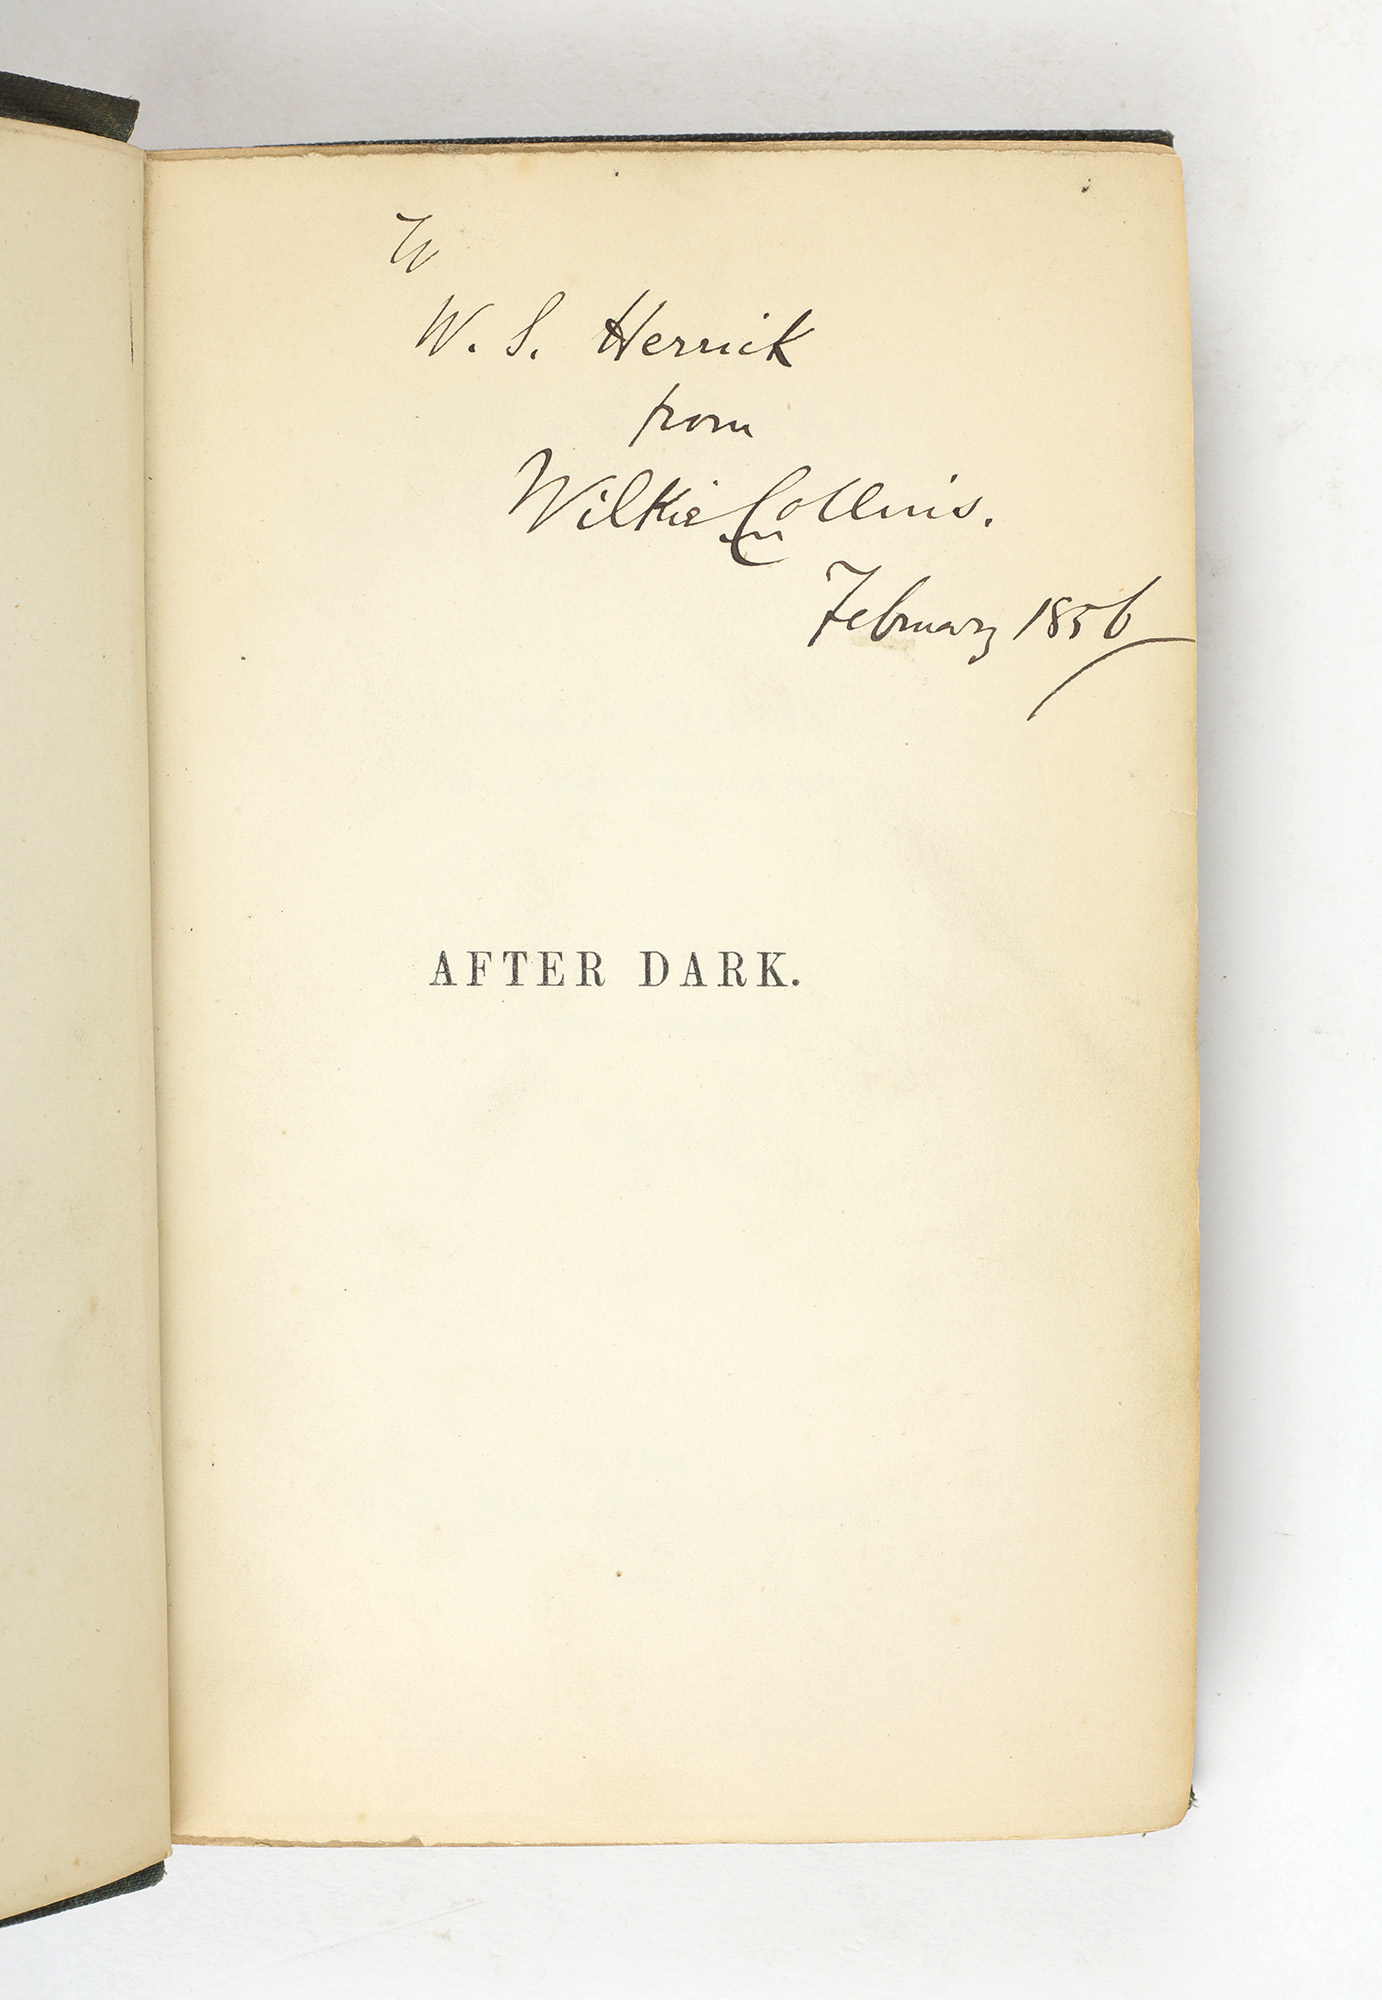 To
W. S. Herrick
from
Wilkie Collins.
February 1856
AFTER DARK.